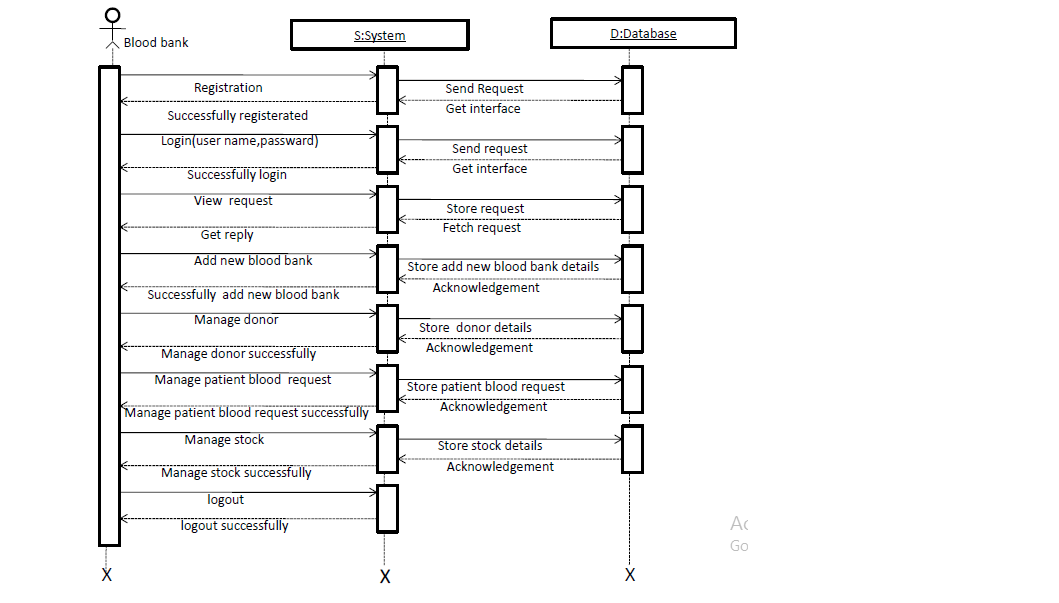 Blood bank
S:System
D:Database
Registration
Send Request
Get interface
Successfully registerated
Login(user name,passward)
Send request
Get interface
Successfully login
View request
Store request
Fetch request
Get reply
Add new blood bank
Store add new blood bank details
Acknowledgement
Successfully add new blood bank
Manage donor
Store donor details
Acknowledgement
Manage donor successfully
Manage patient blood request
Store patient blood request
Acknowledgement
Manage patient blood request successfully
Manage stock
Store stock details
Acknowledgement
Manage stock successfully
logout
logout successfully
Go
X
X
X